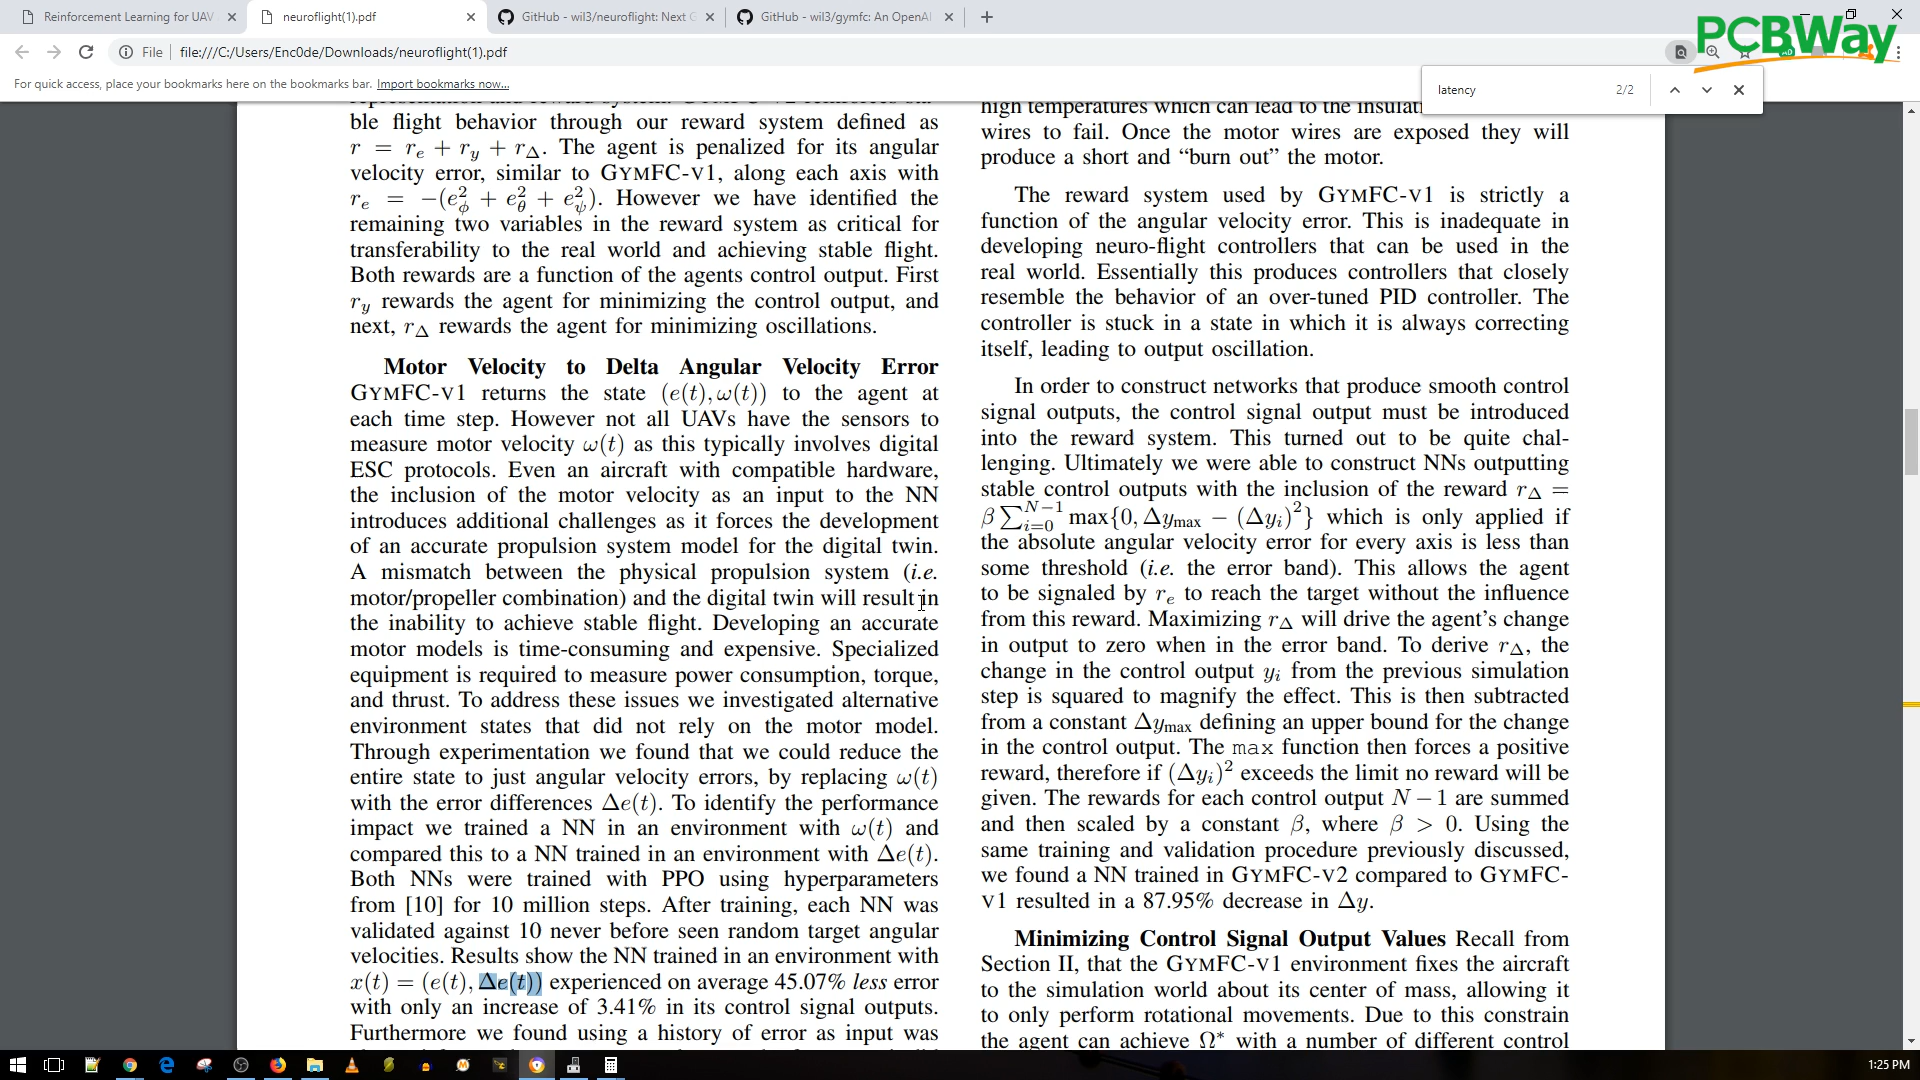 Reinforcement Learning for UAV
neuroflight(1).pdf
GitHub - wil3/neuroflight: Next G
GitHub - wil3/gymfc: An OpenAI
PCBWay
File
file:///C:/Users/Enc0de/Downloads/neuroflight(1).pdf
For quick access, place your bookmarks here on the bookmarks bar. Import bookmarks now...
latency
2/2
ble flight behavior through our reward system defined as
r = rₑ + r_y + r_Δ. The agent is penalized for its angular
velocity error, similar to GYMFC-V1, along each axis with
rₑ = −(e²_ϕ + e²_θ + e²_ψ). However we have identified the
remaining two variables in the reward system as critical for
transferability to the real world and achieving stable flight.
Both rewards are a function of the agents control output. First
r_y rewards the agent for minimizing the control output, and
next, r_Δ rewards the agent for minimizing oscillations.
Motor Velocity to Delta Angular Velocity Error
GYMFC-V1 returns the state (e(t), ω(t)) to the agent at
each time step. However not all UAVs have the sensors to
measure motor velocity ω(t) as this typically involves digital
ESC protocols. Even an aircraft with compatible hardware,
the inclusion of the motor velocity as an input to the NN
introduces additional challenges as it forces the development
of an accurate propulsion system model for the digital twin.
A mismatch between the physical propulsion system (i.e.
motor/propeller combination) and the digital twin will result in
the inability to achieve stable flight. Developing an accurate
motor models is time-consuming and expensive. Specialized
equipment is required to measure power consumption, torque,
and thrust. To address these issues we investigated alternative
environment states that did not rely on the motor model.
Through experimentation we found that we could reduce the
entire state to just angular velocity errors, by replacing ω(t)
with the error differences Δe(t). To identify the performance
impact we trained a NN in an environment with ω(t) and
compared this to a NN trained in an environment with Δe(t).
Both NNs were trained with PPO using hyperparameters
from [10] for 10 million steps. After training, each NN was
validated against 10 never before seen random target angular
velocities. Results show the NN trained in an environment with
x(t) = (e(t), Δe(t)) experienced on average 45.07% less error
with only an increase of 3.41% in its control signal outputs.
Furthermore we found using a history of error as input was
high temperatures which can lead to the insulati
wires to fail. Once the motor wires are exposed they will
produce a short and “burn out” the motor.
The reward system used by GYMFC-V1 is strictly a
function of the angular velocity error. This is inadequate in
developing neuro-flight controllers that can be used in the
real world. Essentially this produces controllers that closely
resemble the behavior of an over-tuned PID controller. The
controller is stuck in a state in which it is always correcting
itself, leading to output oscillation.
In order to construct networks that produce smooth control
signal outputs, the control signal output must be introduced
into the reward system. This turned out to be quite chal-
lenging. Ultimately we were able to construct NNs outputting
stable control outputs with the inclusion of the reward r_Δ =
β∑_{i=0}^{N−1} max{0, Δy_max − (Δy_i)²} which is only applied if
the absolute angular velocity error for every axis is less than
some threshold (i.e. the error band). This allows the agent
to be signaled by rₑ to reach the target without the influence
from this reward. Maximizing r_Δ will drive the agent’s change
in output to zero when in the error band. To derive r_Δ, the
change in the control output y_i from the previous simulation
step is squared to magnify the effect. This is then subtracted
from a constant Δy_max defining an upper bound for the change
in the control output. The max function then forces a positive
reward, therefore if (Δy_i)² exceeds the limit no reward will be
given. The rewards for each control output N − 1 are summed
and then scaled by a constant β, where β > 0. Using the
same training and validation procedure previously discussed,
we found a NN trained in GYMFC-V2 compared to GYMFC-
V1 resulted in a 87.95% decrease in Δy.
Minimizing Control Signal Output Values Recall from
Section II, that the GYMFC-V1 environment fixes the aircraft
to the simulation world about its center of mass, allowing it
to only perform rotational movements. Due to this constrain
the agent can achieve Ω* with a number of different control
1:25 PM